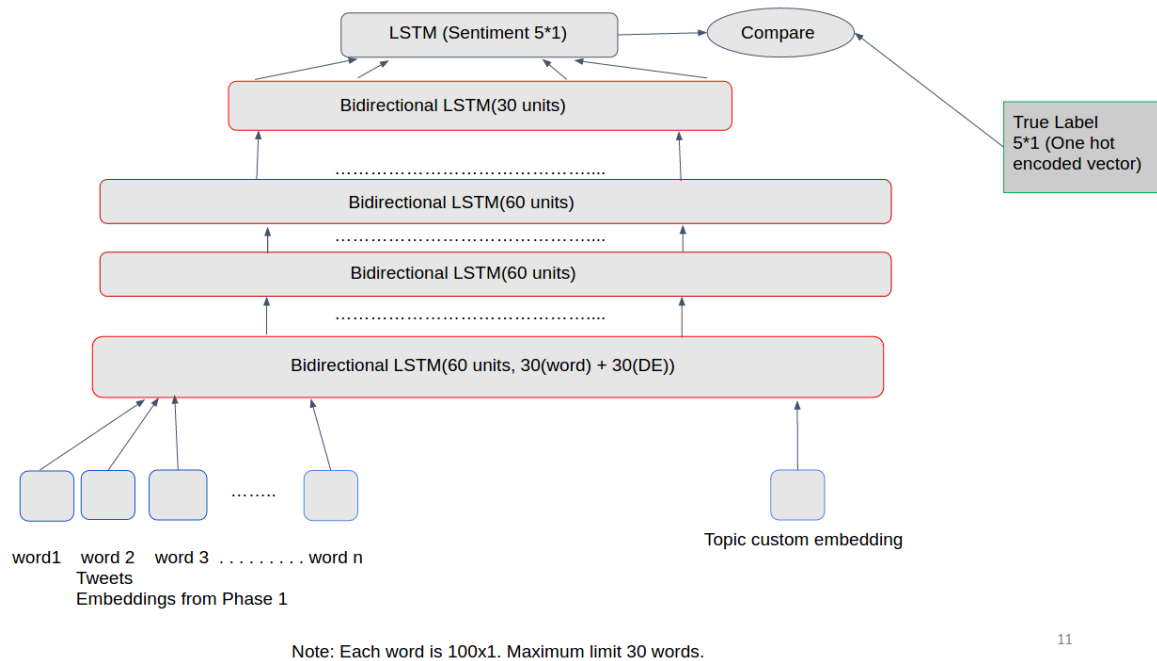 LSTM (Sentiment 5*1)
Compare
Bidirectional LSTM(30 units)
True Label
5*1 (One hot
encoded vector)
…………………………………....
Bidirectional LSTM(60 units)
…………………………………....
Bidirectional LSTM(60 units)
…………………………………....
Bidirectional LSTM(60 units, 30(word) + 30(DE))
……..
word1 word 2 word 3 . . . . . . . . . word n
Topic custom embedding
Tweets
Embeddings from Phase 1
Note: Each word is 100x1. Maximum limit 30 words.
11